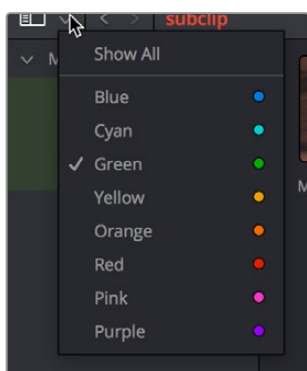 subclip
M
Show All
Blue
Cyan
Green
Yellow
Orange
Red
Pink
Purple
M